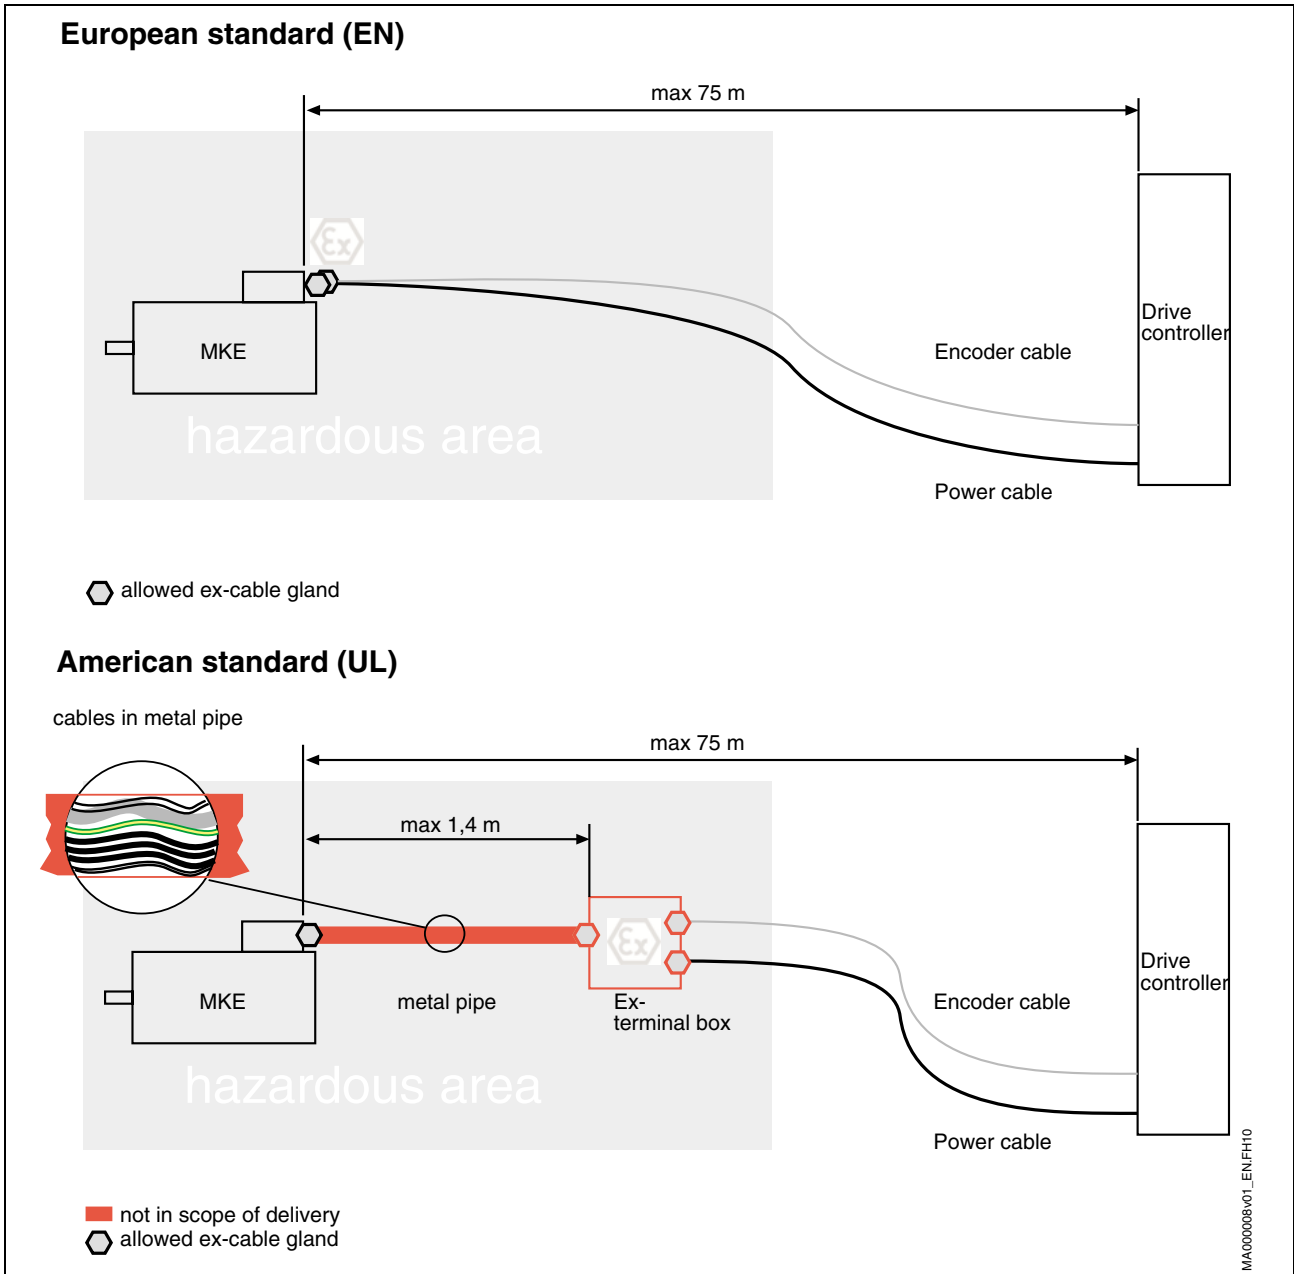 European standard (EN)
max 75 m
Ex
MKE
Encoder cable
Drive
controller
hazardous area
Power cable
allowed ex-cable gland
American standard (UL)
cables in metal pipe
max 75 m
max 1,4 m
Ex
MKE
metal pipe
Ex-
terminal box
Encoder cable
Drive
controller
hazardous area
Power cable
not in scope of delivery
allowed ex-cable gland
MA000008v01_EN.FH10